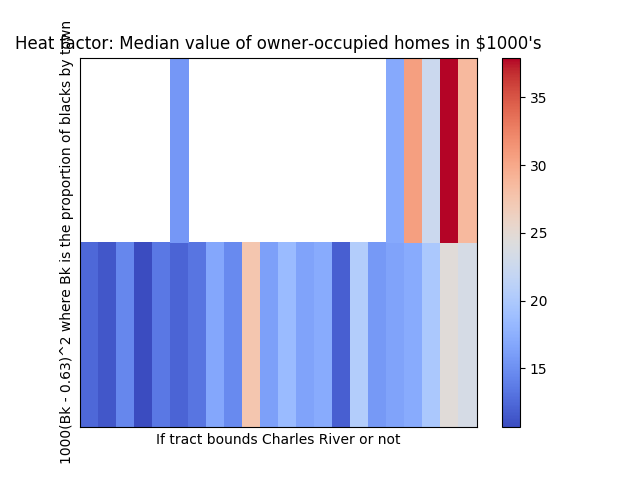 Heat factor: Median value of owner-occupied homes in $1000's
1000(Bk - 0.63)^2 where Bk is the proportion of blacks by town
If tract bounds Charles River or not
35
30
25
20
15